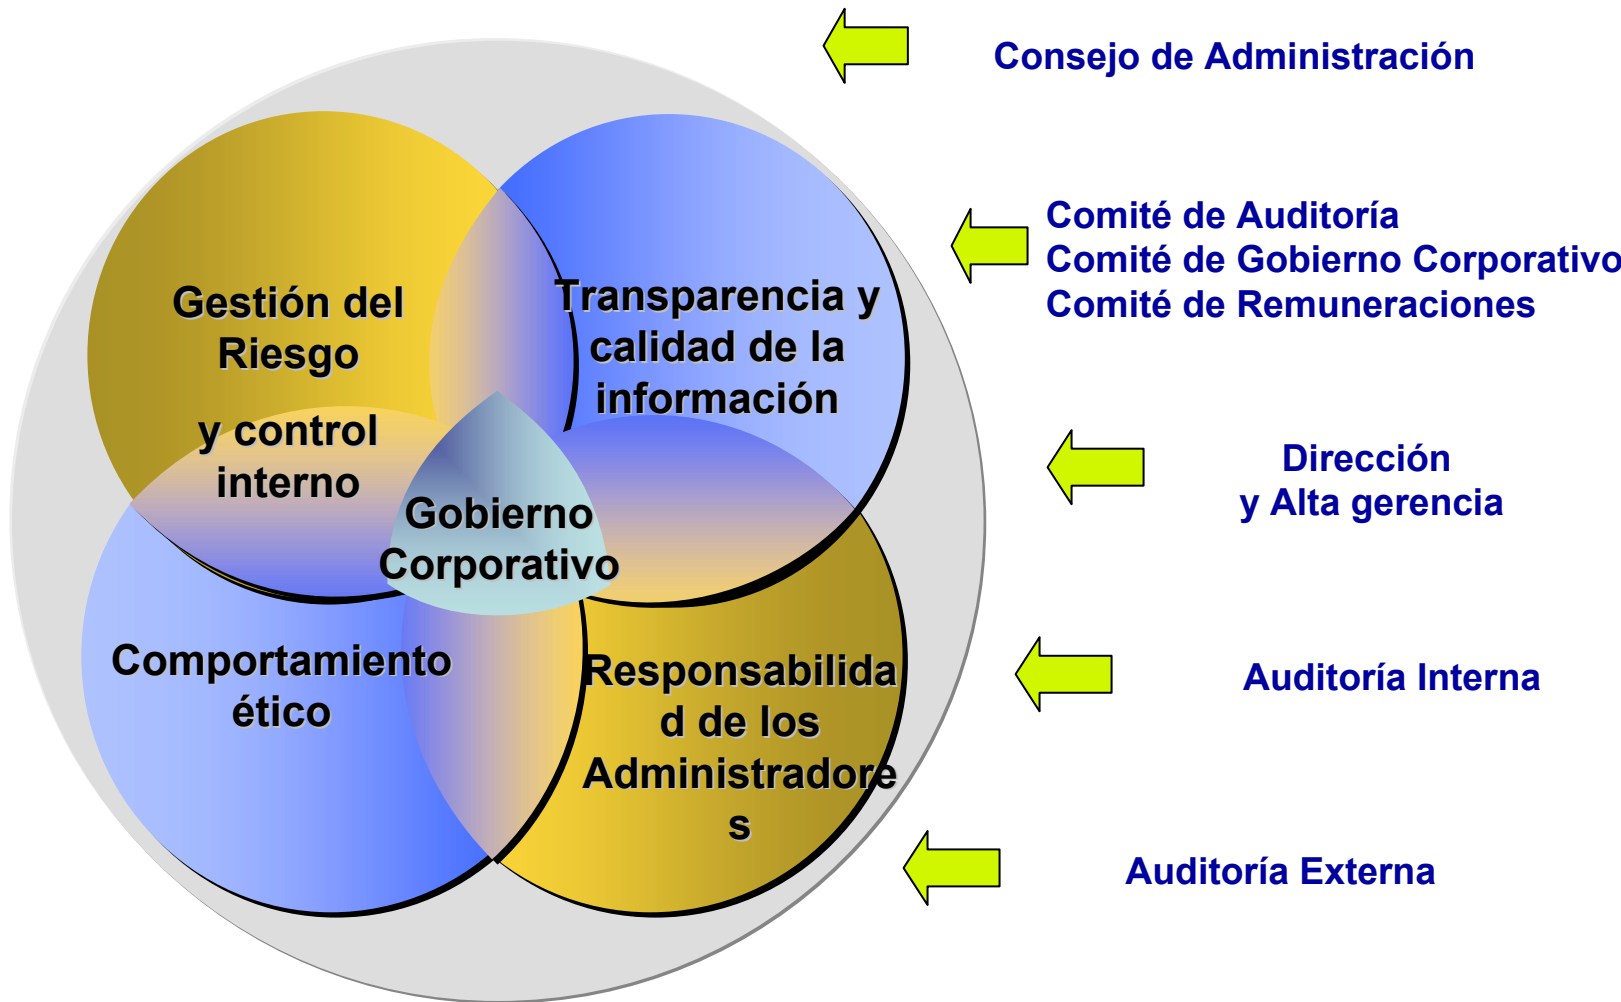 Consejo de Administración
Comité de Auditoría
Comité de Gobierno Corporativo
Comité de Remuneraciones
Gestión del
Riesgo
y control
interno
Transparencia y
calidad de la
información
Dirección
y Alta gerencia
Gobierno
Corporativo
Comportamiento
ético
Responsabilida
d de los
Administradore
s
Auditoría Interna
Auditoría Externa